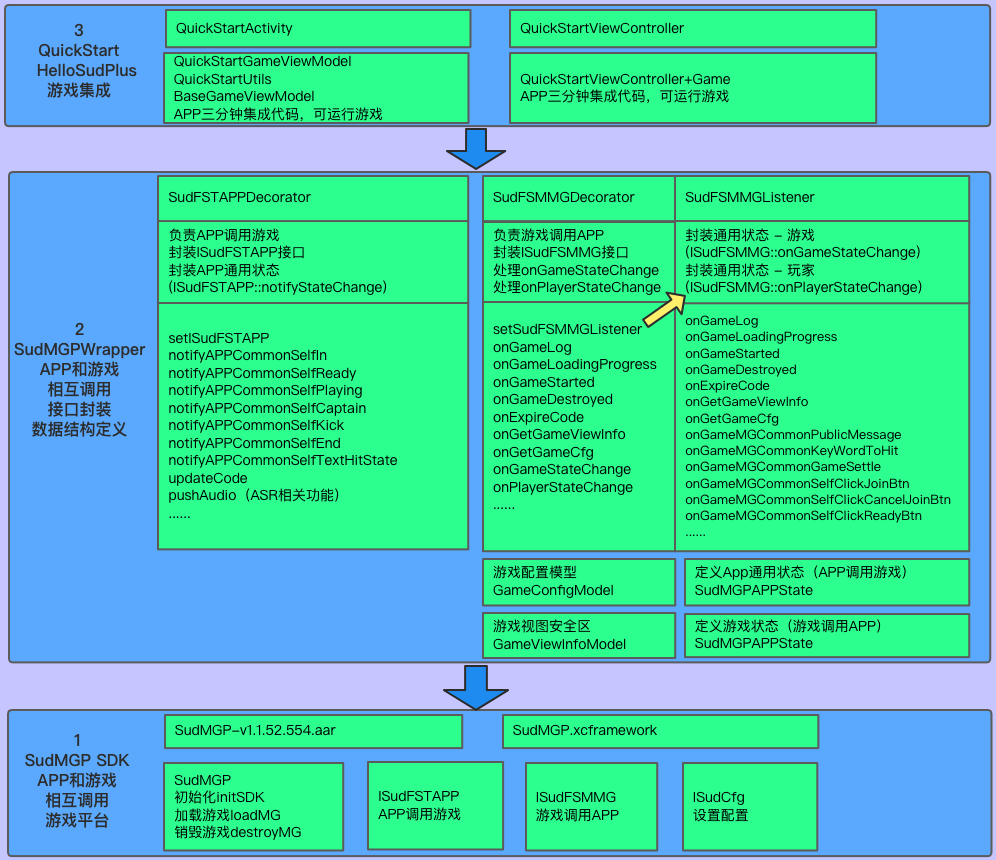 3
QuickStart
HelloSudPlus
游戏集成
QuickStartActivity
QuickStartViewController
QuickStartGameViewModel
QuickStartUtils
BaseGameViewModel
APP三分钟集成代码，可运行游戏
QuickStartViewController+Game
APP三分钟集成代码，可运行游戏
2
SudMGPWrapper
APP和游戏
相互调用
接口封装
数据结构定义
SudFSTAPPDecorator
负责APP调用游戏
封装ISudFSTAPP接口
封装APP通用状态
(ISudFSTAPP::notifyStateChange)
setISudFSTAPP
notifyAPPCommonSelfIn
notifyAPPCommonSelfReady
notifyAPPCommonSelfPlaying
notifyAPPCommonSelfCaptain
notifyAPPCommonSelfKick
notifyAPPCommonSelfEnd
notifyAPPCommonSelfTextHitState
updateCode
pushAudio（ASR相关功能）
......
SudFSMMGDecorator
负责游戏调用APP
封装ISudFSMMG接口
处理onGameStateChange
处理onPlayerStateChange
setSudFSMMGListener
onGameLog
onGameLoadingProgress
onGameStarted
onGameDestroyed
onExpireCode
onGetGameViewInfo
onGetGameCfg
onGameStateChange
onPlayerStateChange
......
SudFSMMGListener
封装通用状态 - 游戏
(ISudFSMMG::onGameStateChange)
封装通用状态 - 玩家
(ISudFSMMG::onPlayerStateChange)
onGameLog
onGameLoadingProgress
onGameStarted
onGameDestroyed
onExpireCode
onGetGameViewInfo
onGetGameCfg
onGameMGCommonPublicMessage
onGameMGCommonKeyWordToHit
onGameMGCommonGameSettle
onGameMGCommonSelfClickJoinBtn
onGameMGCommonSelfClickCancelJoinBtn
onGameMGCommonSelfClickReadyBtn
......
游戏配置模型
GameConfigModel
定义App通用状态（APP调用游戏）
SudMGPAPPState
游戏视图安全区
GameViewInfoModel
定义游戏状态（游戏调用APP）
SudMGPAPPState
1
SudMGP SDK
APP和游戏
相互调用
游戏平台
SudMGP-v1.1.52.554.aar
SudMGP.xcframework
SudMGP
初始化initSDK
加载游戏loadMG
销毁游戏destroyMG
ISudFSTAPP
APP调用游戏
ISudFSMMG
游戏调用APP
ISudCfg
设置配置